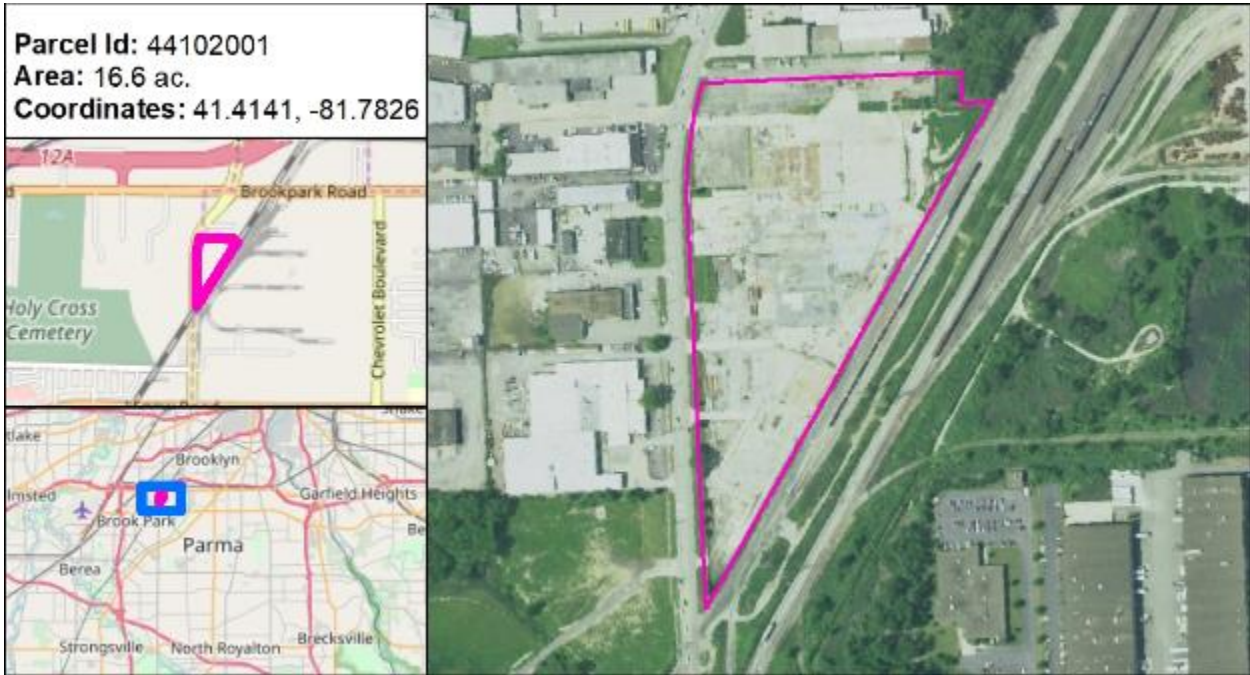 Parcel Id: 44102001
Area: 16.6 ac.
Coordinates: 41.4141, -81.7826
12A
Brookpark Road
Chevrolet Boulevard
Holy Cross
Cemetery
Brooklyn
Garfield Heights
Brook Park
Parma
Berea
Strongsville
North Royalton
Brecksville